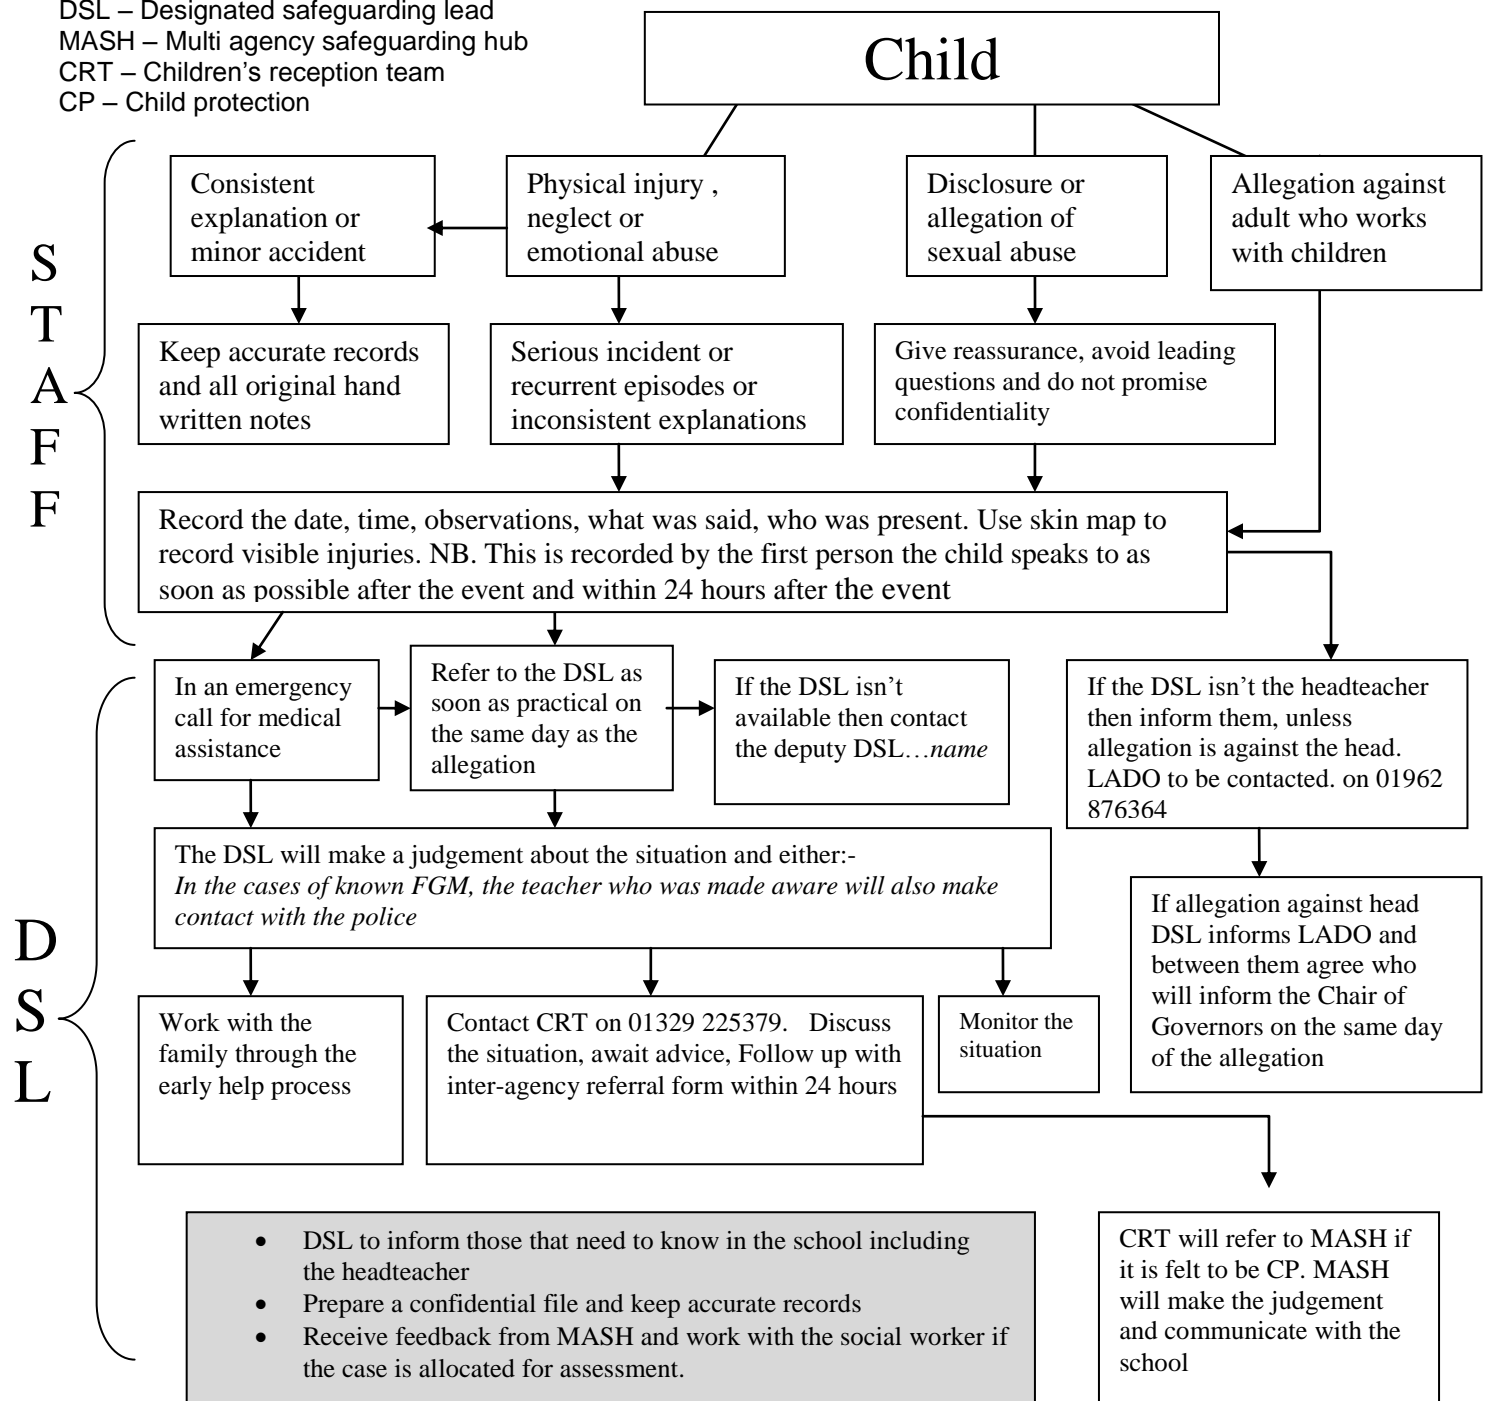 DSL – Designated safeguarding lead
MASH – Multi agency safeguarding hub
CRT – Children's reception team
CP – Child protection
Child
S
T
A
F
F
Consistent
explanation or
minor accident
Physical injury ,
neglect or
emotional abuse
Disclosure or
allegation of
sexual abuse
Allegation against
adult who works
with children
Keep accurate records
and all original hand
written notes
Serious incident or
recurrent episodes or
inconsistent explanations
Give reassurance, avoid leading
questions and do not promise
confidentiality
Record the date, time, observations, what was said, who was present. Use skin map to
record visible injuries. NB. This is recorded by the first person the child speaks to as
soon as possible after the event and within 24 hours after the event
D
S
L
In an emergency
call for medical
assistance
Refer to the DSL as
soon as practical on
the same day as the
allegation
If the DSL isn't
available then contact
the deputy DSL…name
If the DSL isn't the headteacher
then inform them, unless
allegation is against the head.
LADO to be contacted. on 01962
876364
The DSL will make a judgement about the situation and either:-
In the cases of known FGM, the teacher who was made aware will also make
contact with the police
If allegation against head
DSL informs LADO and
between them agree who
will inform the Chair of
Governors on the same day
of the allegation
Work with the
family through the
early help process
Contact CRT on 01329 225379. Discuss
the situation, await advice, Follow up with
inter-agency referral form within 24 hours
Monitor the
situation
• DSL to inform those that need to know in the school including
the headteacher
• Prepare a confidential file and keep accurate records
• Receive feedback from MASH and work with the social worker if
the case is allocated for assessment.
CRT will refer to MASH if
it is felt to be CP. MASH
will make the judgement
and communicate with the
school